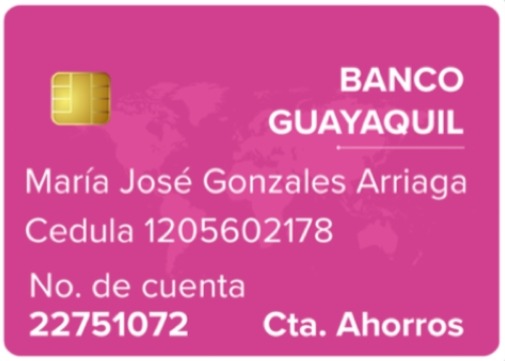 BANCO
GUAYAQUIL
María José Gonzales Arriaga
Cedula 1205602178
No. de cuenta
22751072 Cta. Ahorros